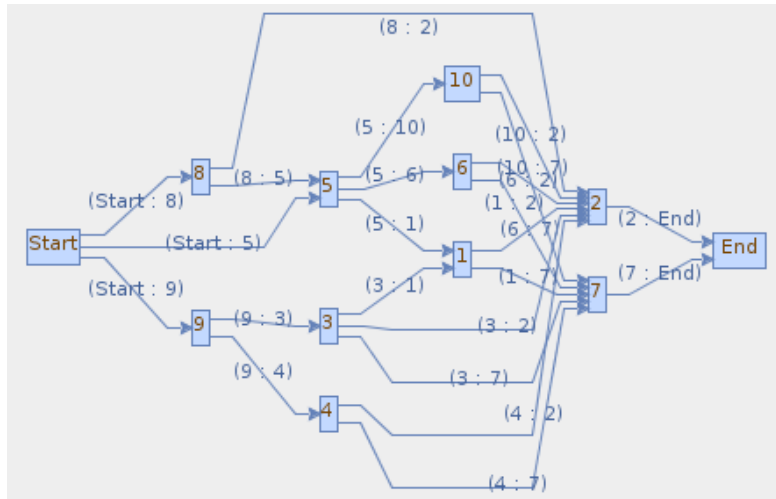 (8 : 2)
10
(5 : 10)
(10 : 2)
8
(8 : 5)
5
(5 : 6)
6
(10 : 7)
(6 : 2)
(Start : 8)
(1 : 2)
2
(2 : End)
Start
(Start : 5)
(5 : 1)
1
(6 : 7)
End
(Start : 9)
(3 : 1)
(1 : 7)
7
(7 : End)
9
(9 : 3)
3
(3 : 2)
(9 : 4)
(3 : 7)
4
(4 : 2)
(4 : 7)